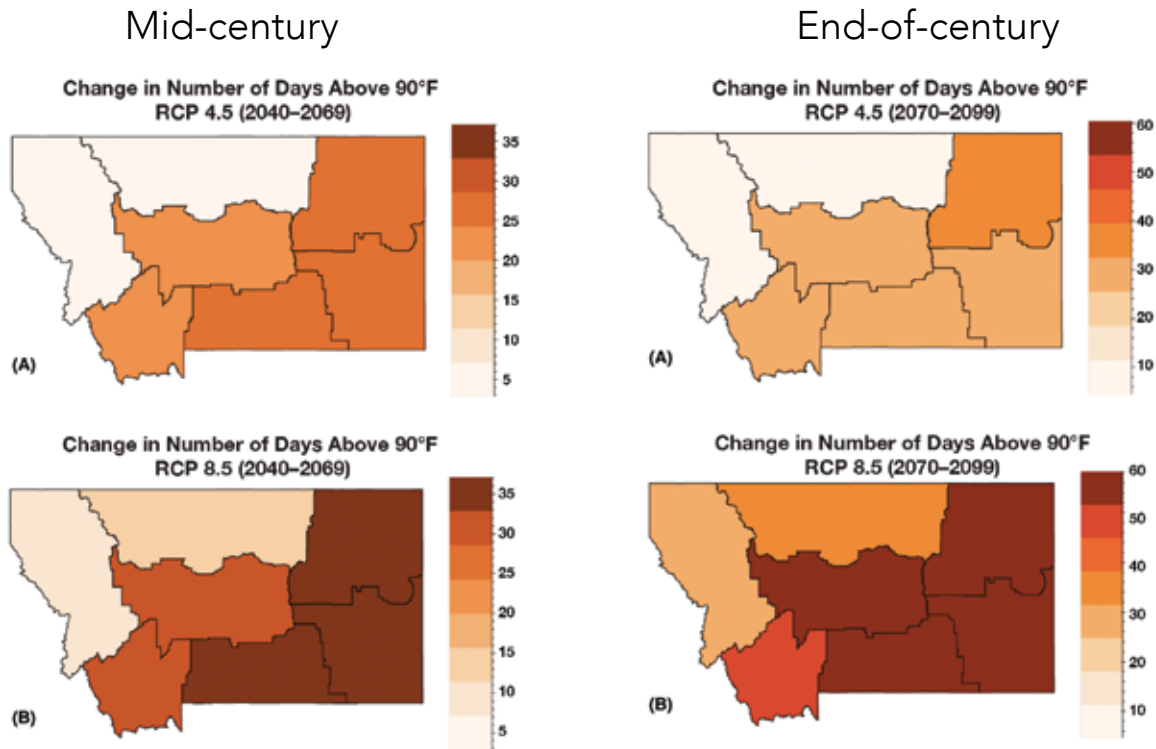 Mid-century
End-of-century
Change in Number of Days Above 90°F
RCP 4.5 (2040–2069)
35
30
25
20
15
10
5
(A)
Change in Number of Days Above 90°F
RCP 4.5 (2070–2099)
60
50
40
30
20
10
(A)
Change in Number of Days Above 90°F
RCP 8.5 (2040–2069)
35
30
25
20
15
10
5
(B)
Change in Number of Days Above 90°F
RCP 8.5 (2070–2099)
60
50
40
30
20
10
(B)